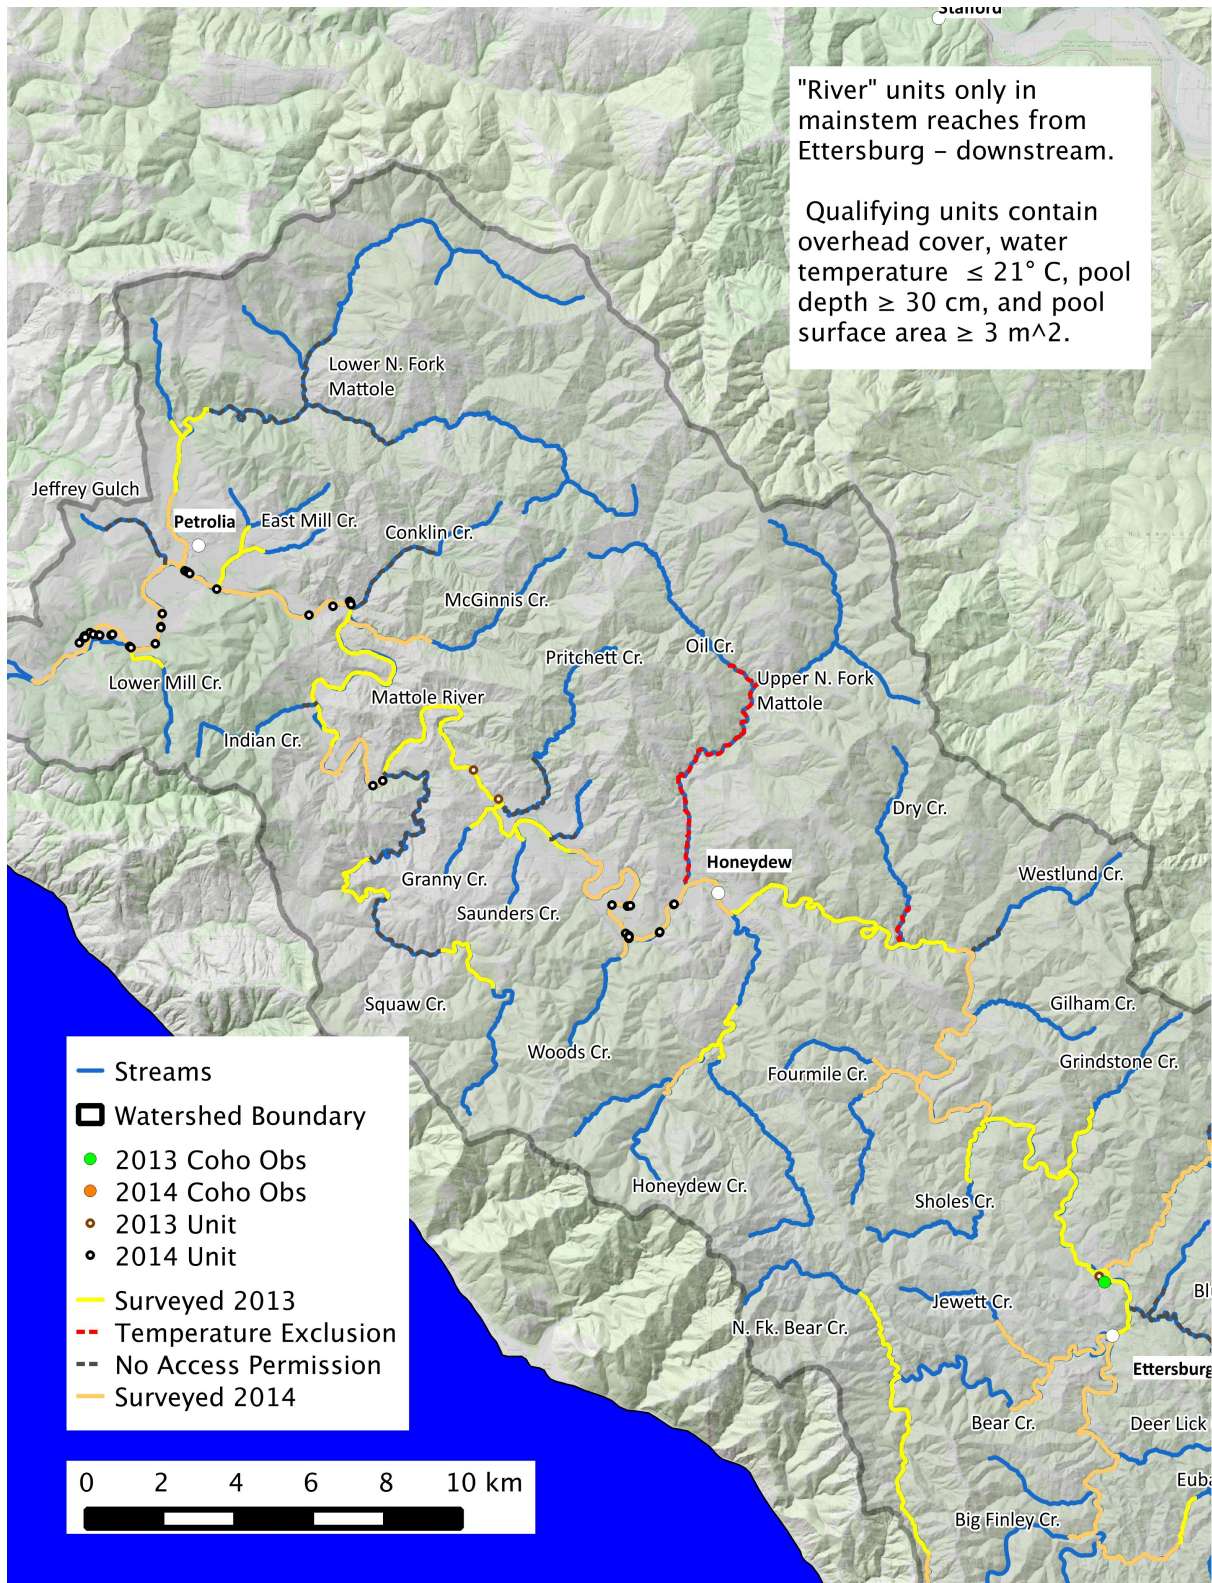 Stafford
"River" units only in
mainstem reaches from
Ettersburg – downstream.
Qualifying units contain
overhead cover, water
temperature ≤ 21° C, pool
depth ≥ 30 cm, and pool
surface area ≥ 3 m^2.
Lower N. Fork
Mattole
Jeffrey Gulch
Petrolia
East Mill Cr.
Conklin Cr.
McGinnis Cr.
Oil Cr.
Pritchett Cr.
Upper N. Fork
Mattole
Lower Mill Cr.
Mattole River
Indian Cr.
Dry Cr.
Honeydew
Westlund Cr.
Granny Cr.
Saunders Cr.
Squaw Cr.
Gilham Cr.
Woods Cr.
Grindstone Cr.
Fourmile Cr.
Honeydew Cr.
Sholes Cr.
Bl
Jewett Cr.
N. Fk. Bear Cr.
Ettersburg
Bear Cr.
Deer Lick
Euba
Big Finley Cr.
Streams
Watershed Boundary
2013 Coho Obs
2014 Coho Obs
2013 Unit
2014 Unit
Surveyed 2013
Temperature Exclusion
No Access Permission
Surveyed 2014
0 2 4 6 8 10 km